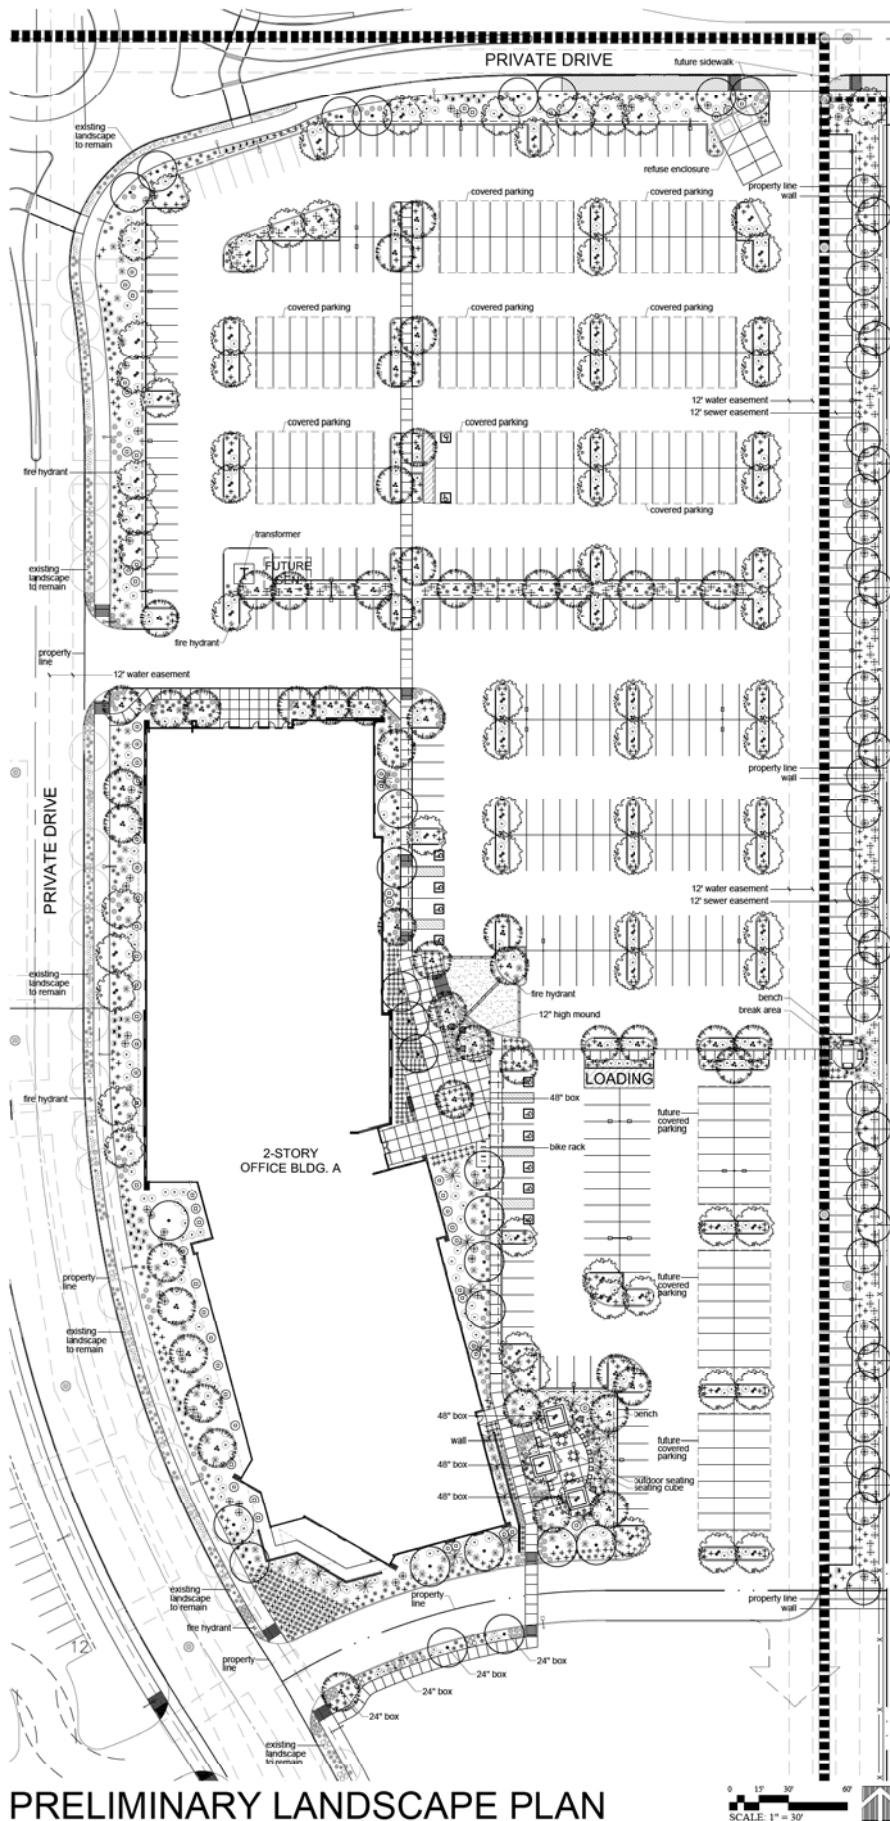 PRIVATE DRIVE
future sidewalk
existing
landscape
to remain
refuse enclosure
property line
wall
covered parking
covered parking
covered parking
covered parking
covered parking
12' water easement
12' sewer easement
covered parking
covered parking
fire hydrant
covered parking
transformer
FUTURE
GEN.
T
existing
landscape
to remain
fire hydrant
property
line
12' water easement
property line
wall
PRIVATE DRIVE
12' water easement
12' sewer easement
existing
landscape
to remain
fire hydrant
bench
break area
12" high mound
LOADING
fire hydrant
48" box
future
covered
parking
bike rack
2-STORY
OFFICE BLDG. A
property
line
future
covered
parking
existing
landscape
to remain
48" box
bench
wall
future
covered
parking
48" box
outdoor seating
seating cube
48" box
existing
landscape
to remain
property
line
property line
wall
fire hydrant
12
property
line
24" box
24" box
24" box
24" box
existing
landscape
to remain
PRELIMINARY LANDSCAPE PLAN
0 15' 30' 60'
SCALE: 1" = 30'